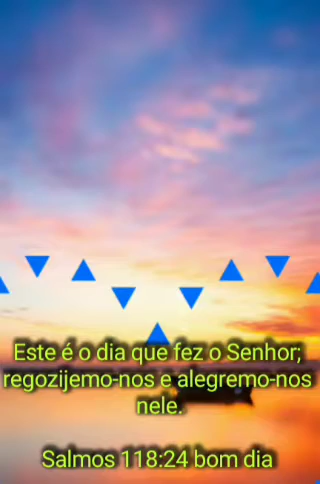 Este é o dia que fez o Senhor;
regozijemo-nos e alegremo-nos
nele.
Salmos 118:24 bom dia